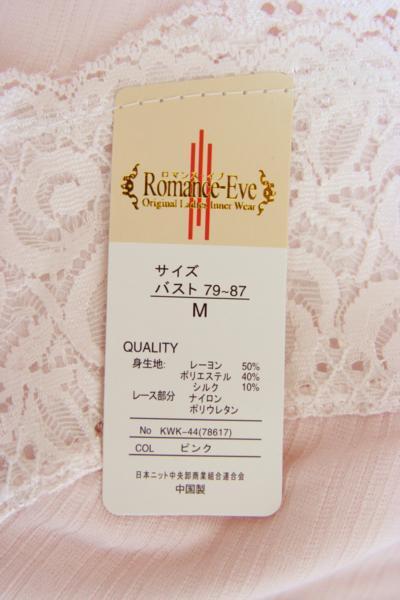 ロマンス・イブ
Romance-Eve
Original Ladies Inner Wear
サイズ
バスト 79~87
M
QUALITY
身生地: レーヨン 50%
ポリエステル 40%
シルク 10%
レース部分 ナイロン
ポリウレタン
No KWK-44(78617)
COL ピンク
日本ニット中央卸商業組合連合会
中国製